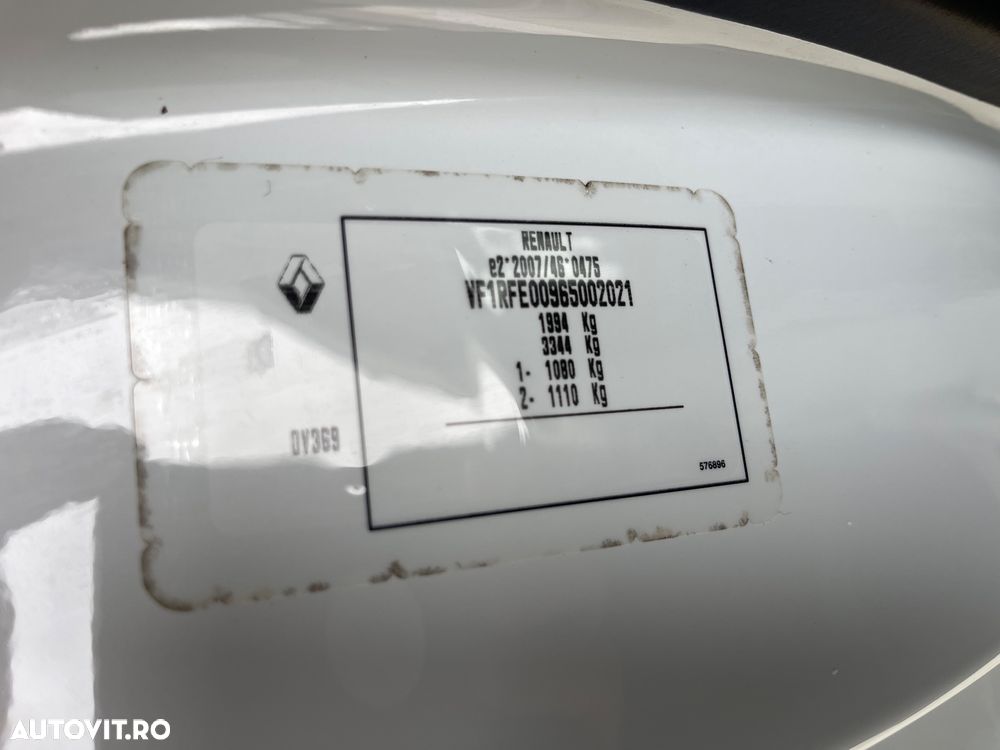 RENAULT
e2*2007/46*0475
VF1RFE00965002021
1994 Kg
3344 Kg
1- 1080 Kg
2- 1110 Kg
DV369
576896
AUTOVIT.RO